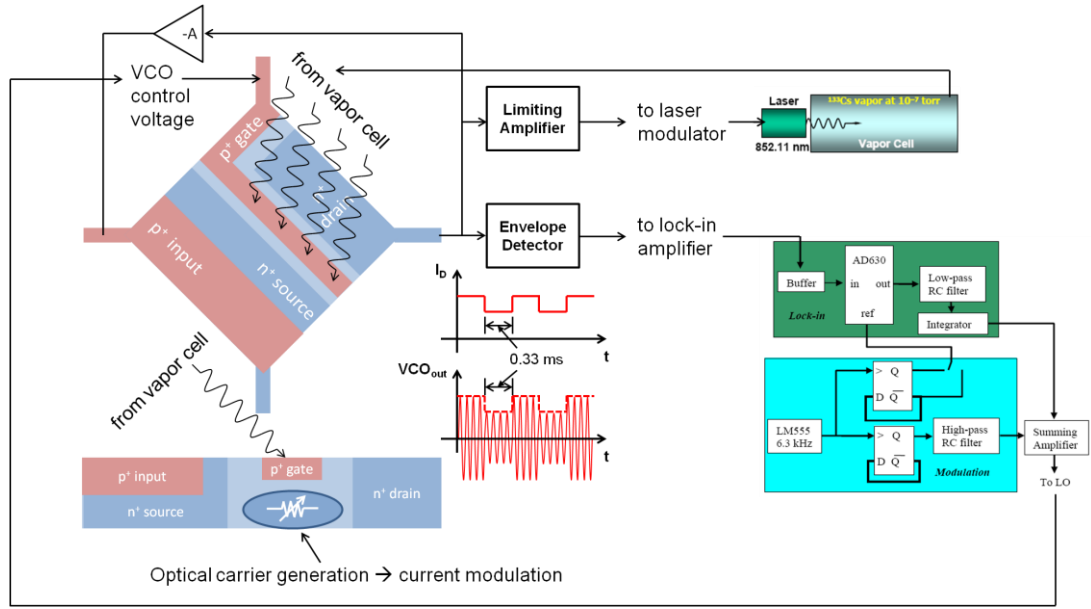 -A
VCO
control
voltage
from vapor cell
p⁺ gate
n⁺
drain
p⁺ input
n⁺ source
Limiting
Amplifier
to laser
modulator
Laser
852.11 nm
¹³³Cs vapor at 10⁻⁷ torr
Vapor Cell
Envelope
Detector
to lock-in
amplifier
I_D
0.33 ms
t
VCO_out
t
Buffer
AD630
in out
ref
Low-pass
RC filter
Integrator
Lock-in
> Q
D Q̅
LM555
6.3 kHz
> Q
D Q̅
High-pass
RC filter
Modulation
Summing
Amplifier
To LO
from vapor cell
p⁺ input
n⁺ source
p⁺ gate
n⁺ drain
Optical carrier generation → current modulation